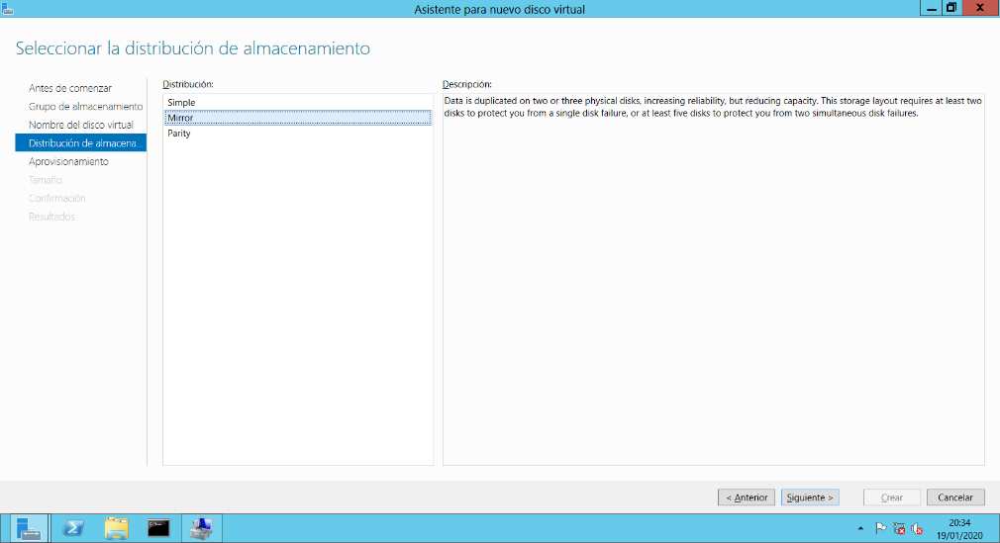 Asistente para nuevo disco virtual
Seleccionar la distribución de almacenamiento
Antes de comenzar
Grupo de almacenamiento
Nombre del disco virtual
Distribución de almacena...
Aprovisionamiento
Tamaño
Confirmación
Resultados
Distribución:
Simple
Mirror
Parity
Descripción:
Data is duplicated on two or three physical disks, increasing reliability, but reducing capacity. This storage layout requires at least two
disks to protect you from a single disk failure, or at least five disks to protect you from two simultaneous disk failures.
< Anterior
Siguiente >
Crear
Cancelar
20:34
19/01/2020